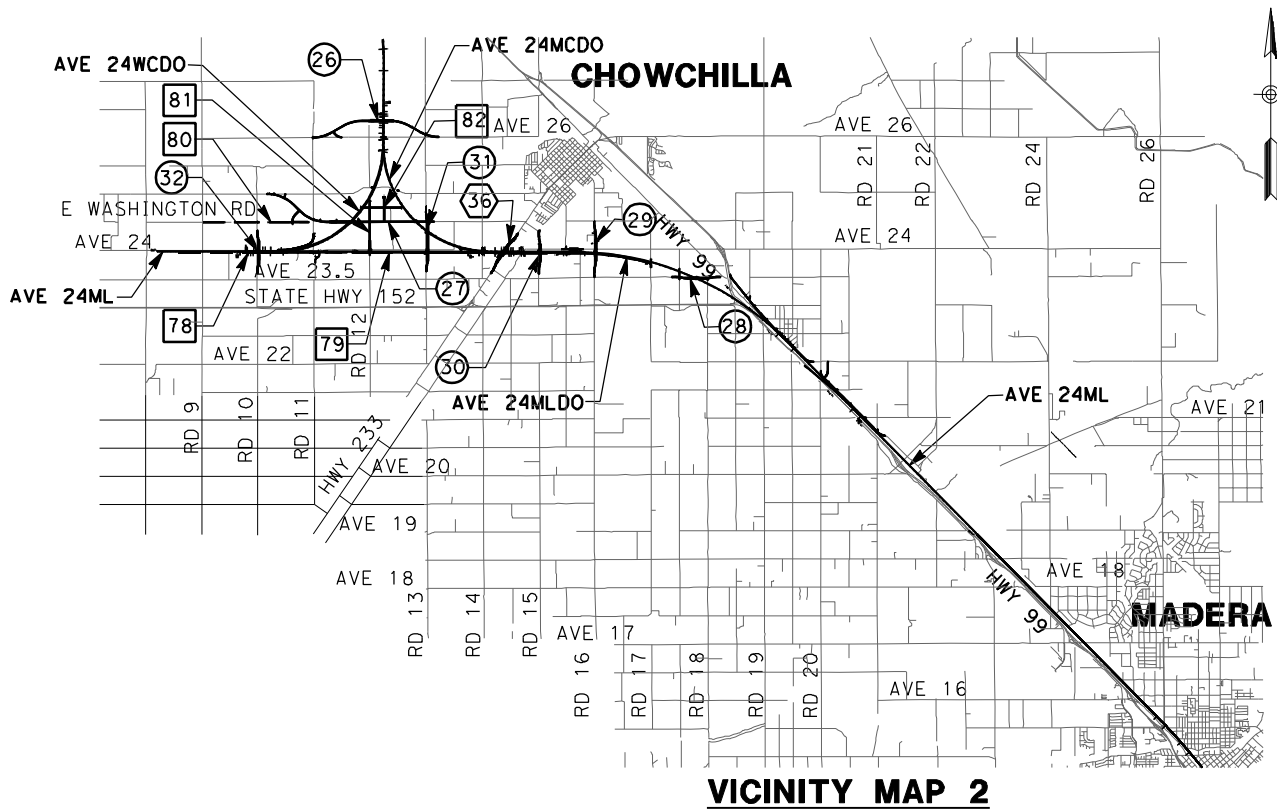 AVE 24MCDO
26
AVE 24WCDO
CHOWCHILLA
81
82
AVE 26
AVE 26
80
31
32
36
RD 21
RD 22
RD 24
RD 26
E WASHINGTON RD
29
HWY 99
AVE 24
AVE 24
AVE 23.5
27
AVE 24ML
STATE HWY 152
78
79
RD 12
28
AVE 22
30
AVE 24MLDO
AVE 24ML
RD 9
RD 10
RD 11
AVE 21
HWY 233
AVE 20
AVE 19
AVE 18
AVE 18
HWY 99
RD 13
RD 14
RD 15
MADERA
AVE 17
RD 16
RD 17
RD 18
RD 19
RD 20
AVE 16
VICINITY MAP 2